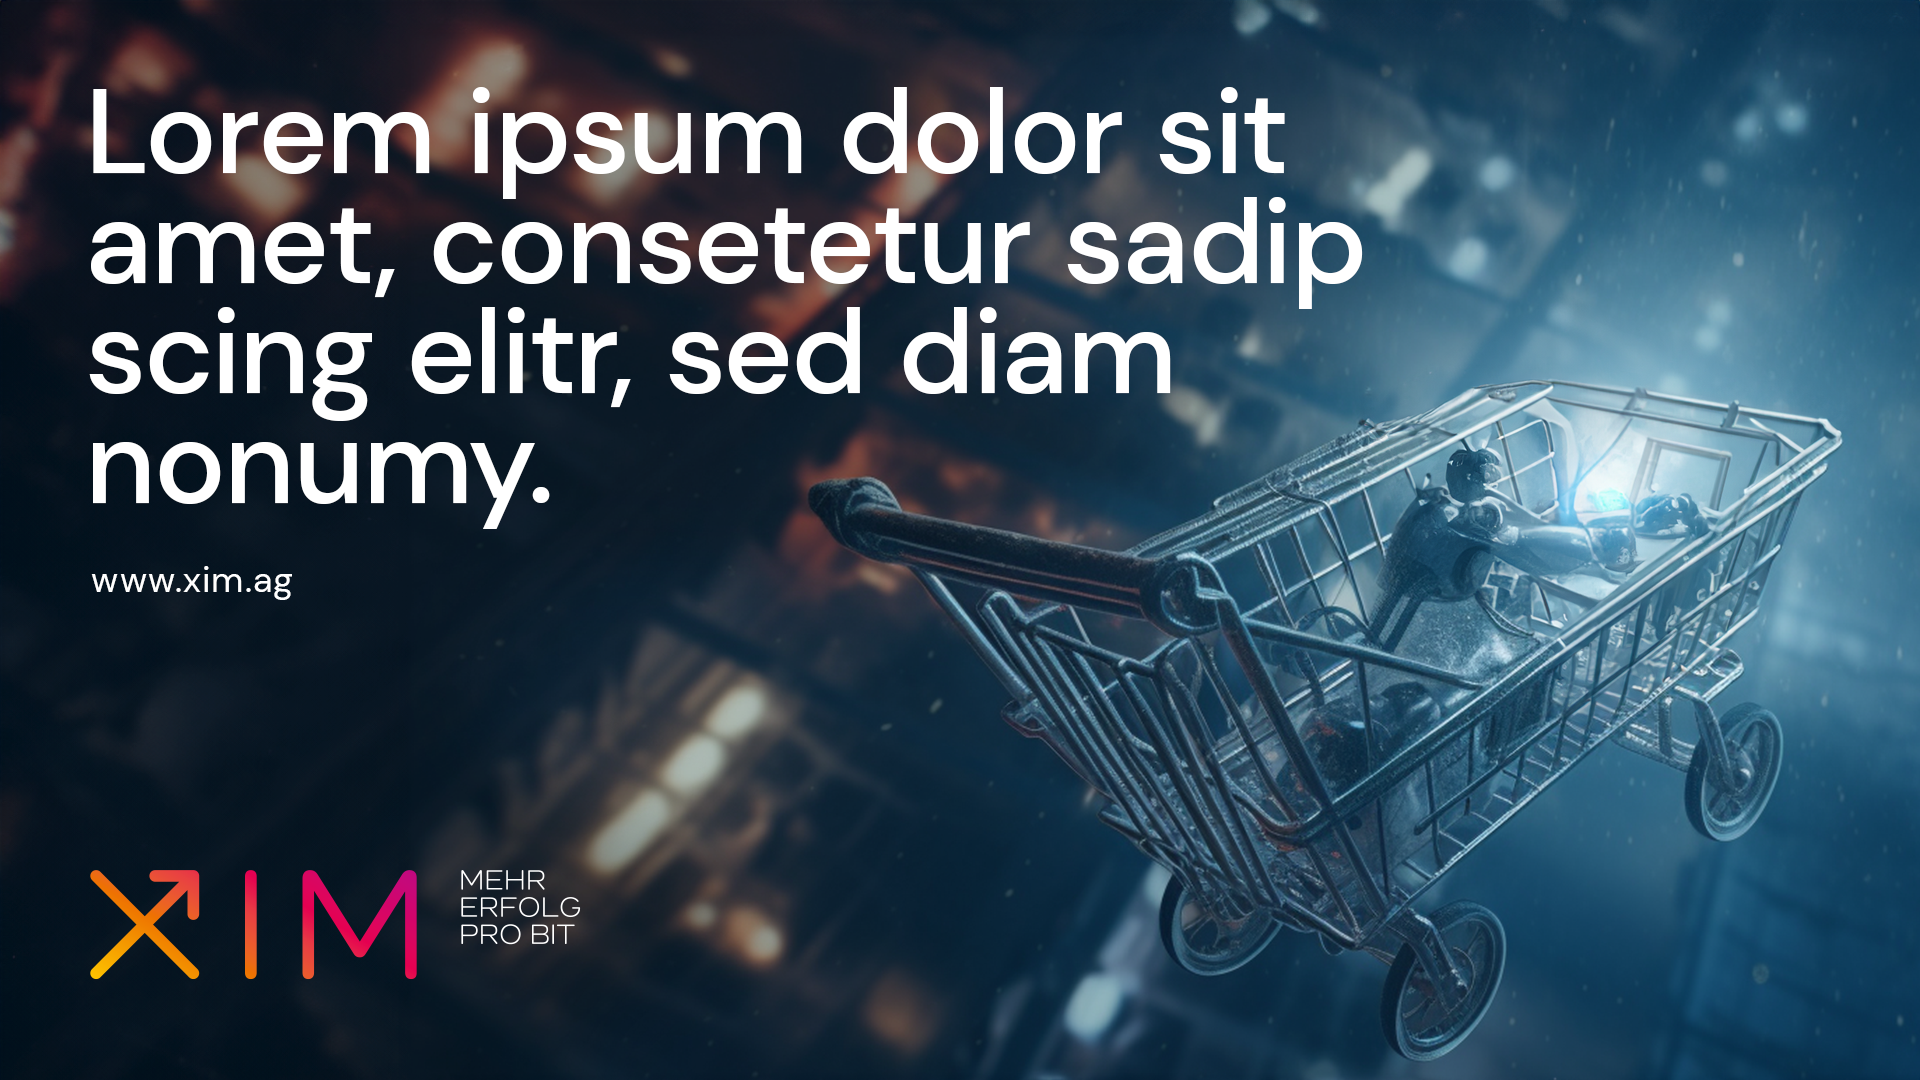 Lorem ipsum dolor sit
amet, consetetur sadip
scing elitr, sed diam
nonumy.
www.xim.ag
XIM
MEHR
ERFOLG
PRO BIT